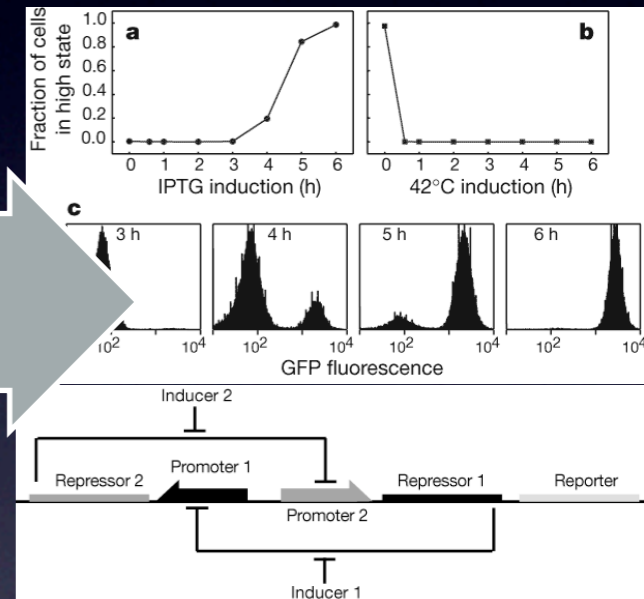 Fraction of cells
in high state
a
1.0
0.8
0.6
0.4
0.2
0.0
0 1 2 3 4 5 6
IPTG induction (h)
b
0 1 2 3 4 5 6
42°C induction (h)
c
3 h
4 h
5 h
6 h
10² 10⁴
10² 10⁴
10² 10⁴
10² 10⁴
GFP fluorescence
Inducer 2
Repressor 2
Promoter 1
Promoter 2
Repressor 1
Reporter
Inducer 1